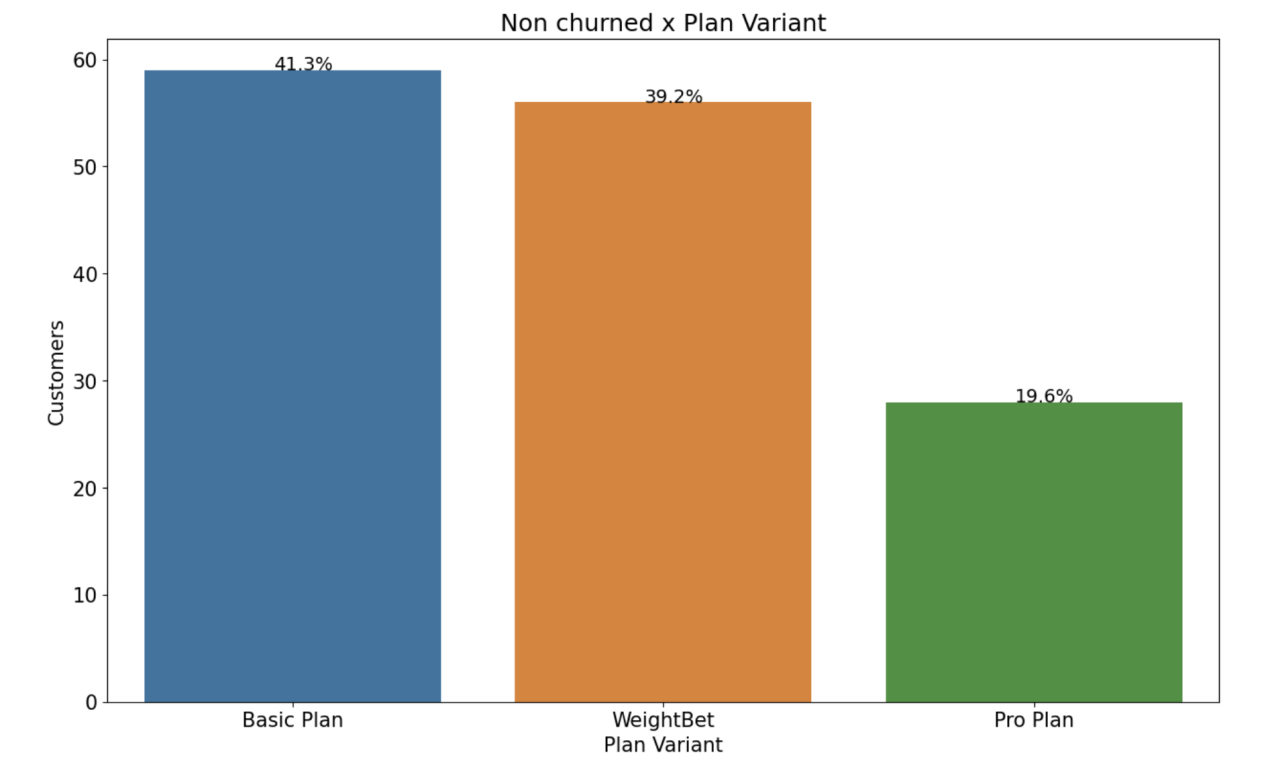 Non churned x Plan Variant
60
50
40
30
20
10
0
Customers
41.3%
39.2%
19.6%
Basic Plan
WeightBet
Pro Plan
Plan Variant